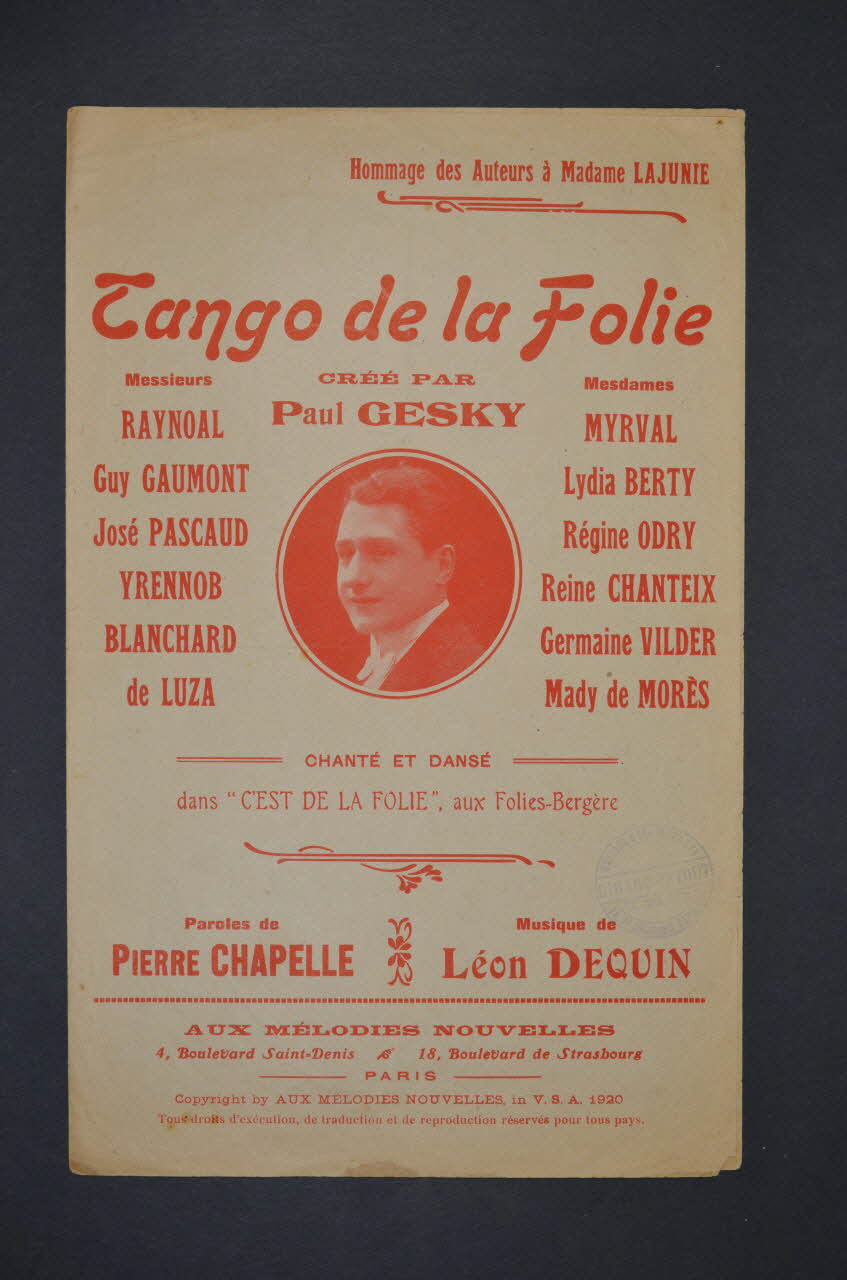 Hommage des Auteurs à Madame LAJUNIE
Tango de la Folie
CRÉÉ PAR
Paul GESKY
Messieurs
RAYNOAL
Guy GAUMONT
José PASCAUD
YRENNOB
BLANCHARD
de LUZA
Mesdames
MYRVAL
Lydia BERTY
Régine ODRY
Reine CHANTEIX
Germaine VILDER
Mady de MORÈS
CHANTÉ ET DANSÉ
dans "C'EST DE LA FOLIE", aux Folies-Bergère
Paroles de
PIERRE CHAPELLE
Musique de
Léon DEQUIN
AUX MÉLODIES NOUVELLES
4, Boulevard Saint-Denis 18, Boulevard de Strasbourg
PARIS
Copyright by AUX MÉLODIES NOUVELLES, in V. S. A. 1920
Tous droits d'exécution, de traduction et de reproduction réservés pour tous pays.